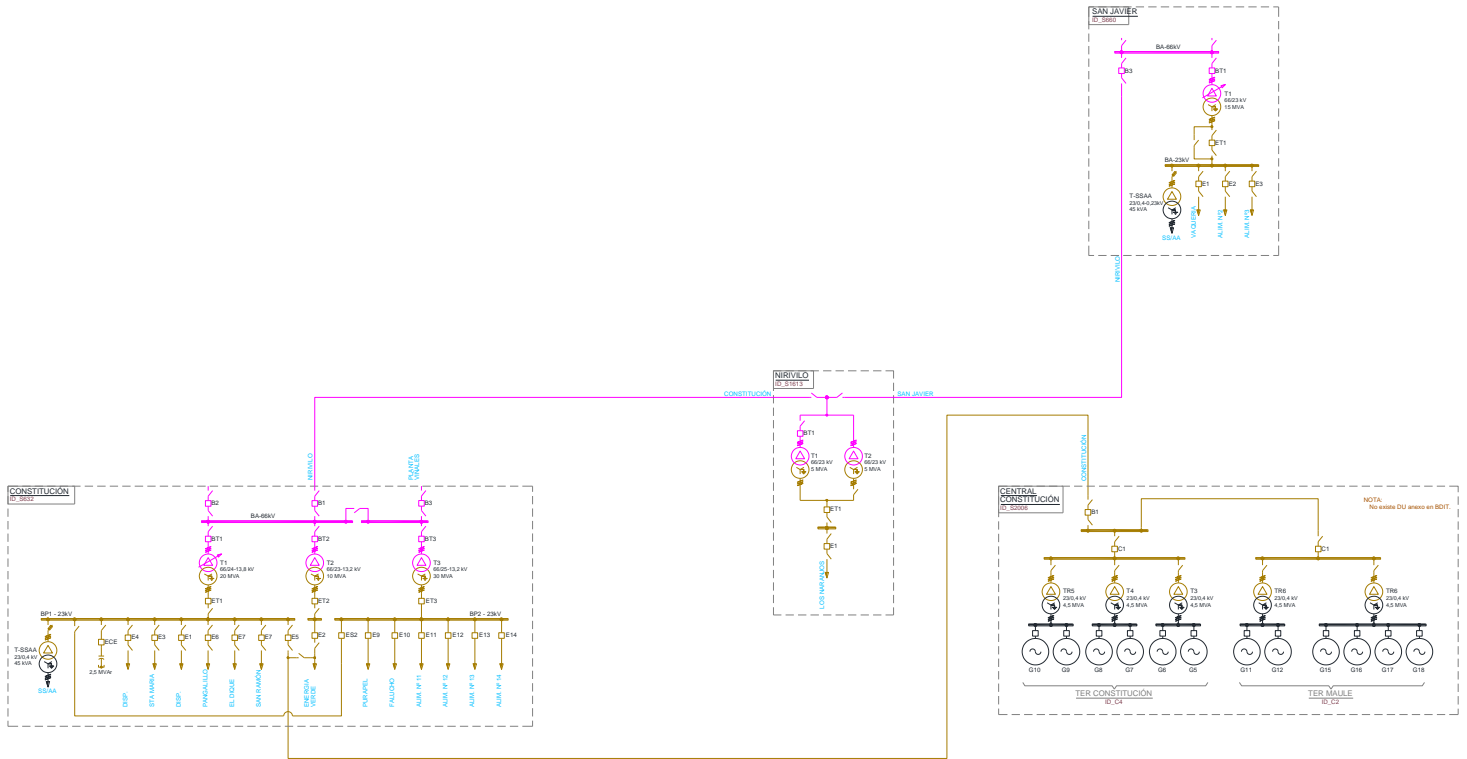 SAN JAVIER
ID_S660
BA-66kV
B3
BT1
T1
66/23 kV
15 MVA
ET1
BA-23kV
E1
E2
E3
T-SSAA
23/0,4-0,23kV
45 kVA
SS/AA
VAQUERIA
ALIM. Nº2
ALIM. Nº3
NIRIVILO
NIRIVILO
ID_S1613
CONSTITUCIÓN
SAN JAVIER
BT1
T1
66/23 kV
5 MVA
T2
66/23 kV
5 MVA
ET1
E1
LOS NARANJOS
CONSTITUCIÓN
ID_S632
NIRIVILO
PLANTA
VIÑALES
B2
B1
B3
BA-66kV
BT1
BT2
BT3
T1
66/24-13,8 kV
20 MVA
T2
66/23-13,2 kV
10 MVA
T3
66/25-13,2 kV
30 MVA
ET1
ET2
ET3
BP1 - 23kV
BP2 - 23kV
T-SSAA
23/0,4 kV
45 kVA
SS/AA
ECE
2,5 MVAr
E4
E3
E1
E6
E7
E7
E5
E2
ES2
E9
E10
E11
E12
E13
E14
DISP.
STA MARIA
DISP.
PANGALILLO
EL DIQUE
SAN RAMÓN
ENERGIA
VERDE
PURAPEL
FALUCHO
ALIM. Nº 11
ALIM. Nº 12
ALIM. Nº 13
ALIM. Nº 14
CONSTITUCIÓN
CENTRAL
CONSTITUCIÓN
ID_S2006
B1
NOTA:
No existe DU anexo en BDIT.
C1
C1
TR5
23/0,4 kV
4,5 MVA
T4
23/0,4 kV
4,5 MVA
T3
23/0,4 kV
4,5 MVA
TR6
23/0,4 kV
4,5 MVA
TR6
23/0,4 kV
4,5 MVA
G10
G9
G8
G7
G6
G5
G11
G12
G15
G16
G17
G18
TER CONSTITUCIÓN
ID_C4
TER MAULE
ID_C2